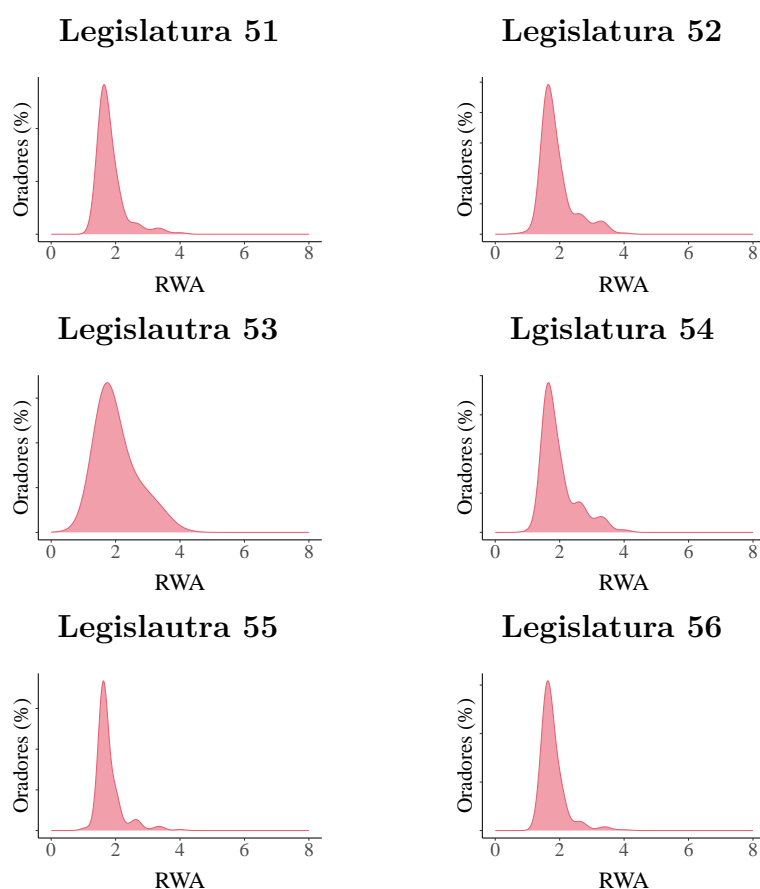 Legislatura 51
Legislatura 52
Oradores (%)
0 2 4 6 8
RWA
Oradores (%)
0 2 4 6 8
RWA
Legislautra 53
Lgislatura 54
Oradores (%)
0 2 4 6 8
RWA
Oradores (%)
0 2 4 6 8
RWA
Legislautra 55
Legislatura 56
Oradores (%)
0 2 4 6 8
RWA
Oradores (%)
0 2 4 6 8
RWA